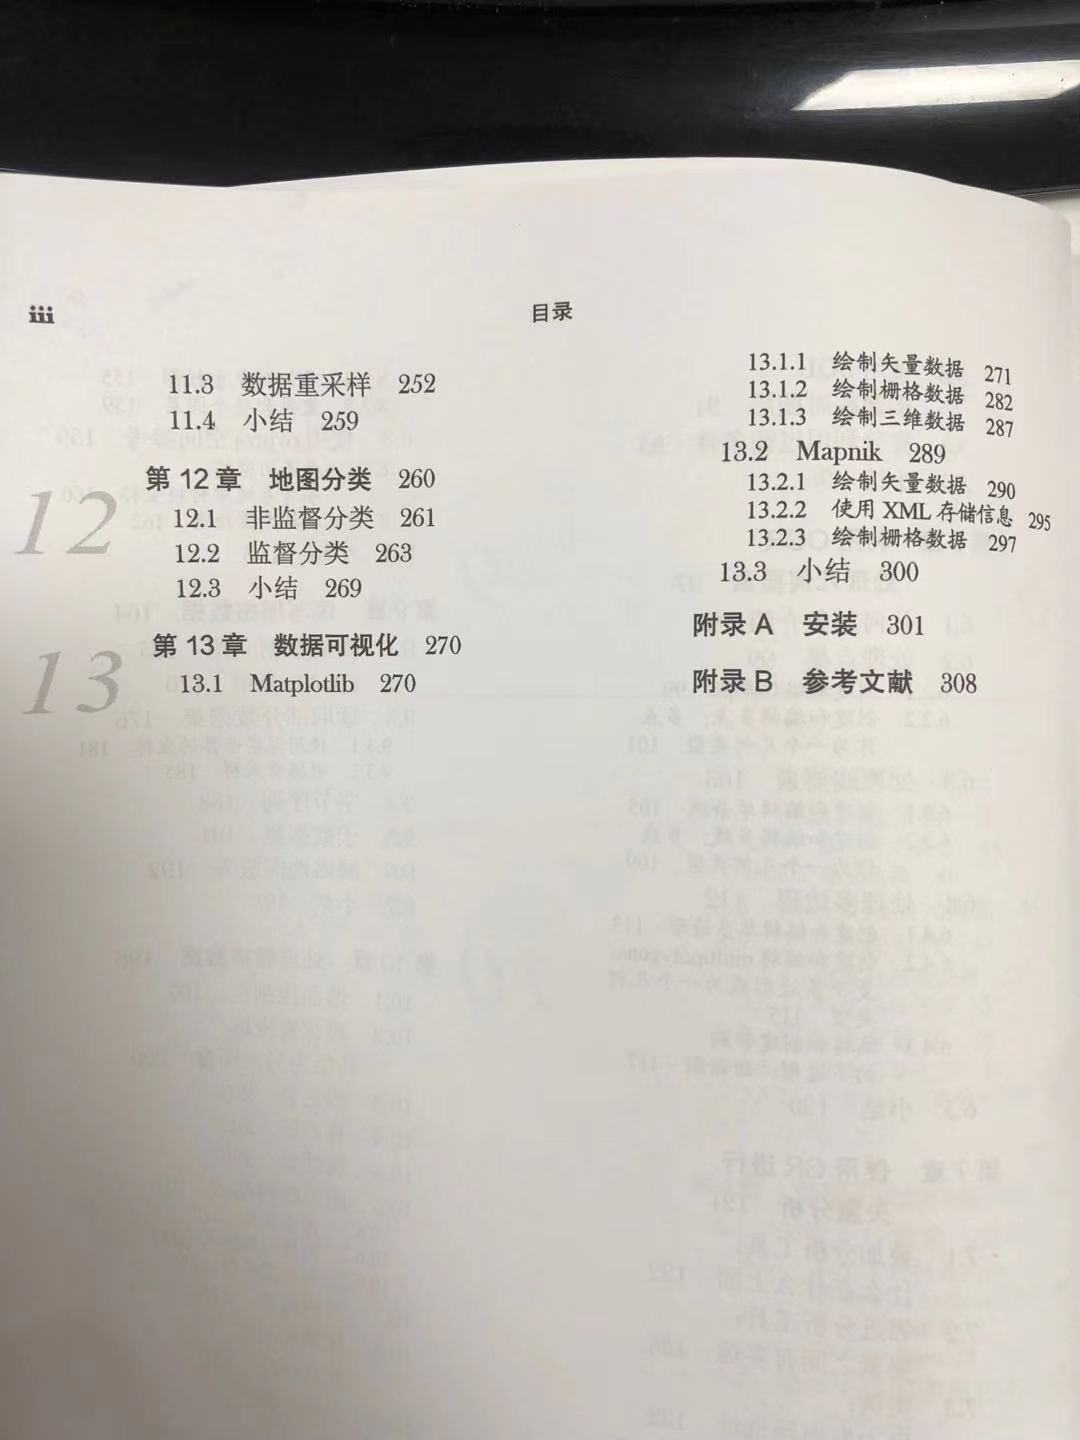 iii
目录
11.3 数据重采样 252
11.4 小结 259
12
第 12 章 地图分类 260
12.1 非监督分类 261
12.2 监督分类 263
12.3 小结 269
13
第 13 章 数据可视化 270
13.1 Matplotlib 270
13.1.1 绘制矢量数据 271
13.1.2 绘制栅格数据 282
13.1.3 绘制三维数据 287
13.2 Mapnik 289
13.2.1 绘制矢量数据 290
13.2.2 使用 XML 存储信息 295
13.2.3 绘制栅格数据 297
13.3 小结 300
附录 A 安装 301
附录 B 参考文献 308